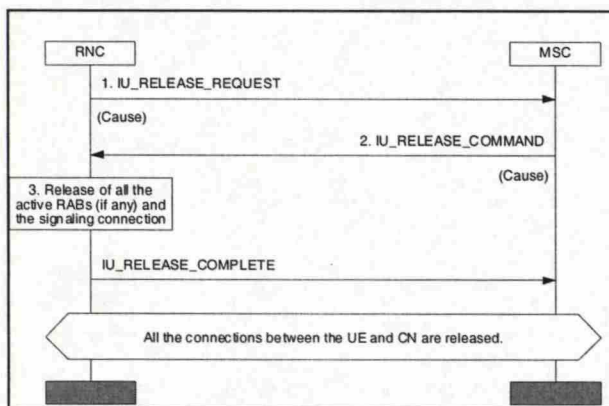 RNC
MSC
1. IU_RELEASE_REQUEST
(Cause)
2. IU_RELEASE_COMMAND
(Cause)
3. Release of all the
active RABs (if any) and
the signaling connection
IU_RELEASE_COMPLETE
All the connections between the UE and CN are released.